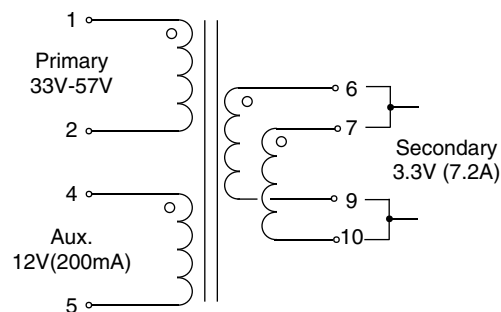 1
Primary
33V-57V
2
4
Aux.
12V(200mA)
5
6
7
Secondary
3.3V (7.2A)
9
10